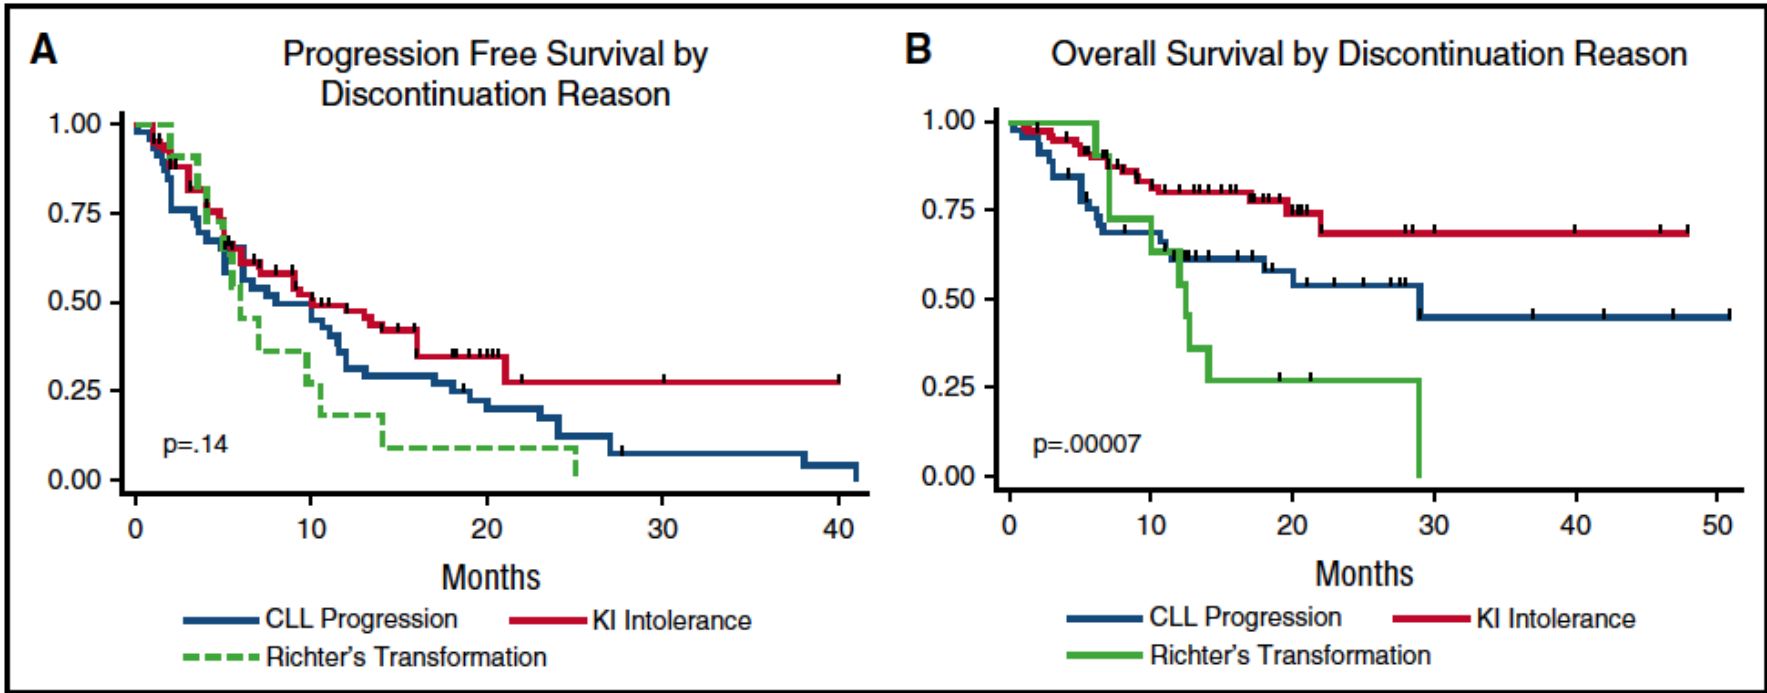 A
Progression Free Survival by
Discontinuation Reason
1.00
0.75
0.50
0.25
0.00
p=.14
0 10 20 30 40
Months
CLL Progression KI Intolerance
Richter's Transformation
B
Overall Survival by Discontinuation Reason
1.00
0.75
0.50
0.25
0.00
p=.00007
0 10 20 30 40 50
Months
CLL Progression KI Intolerance
Richter's Transformation